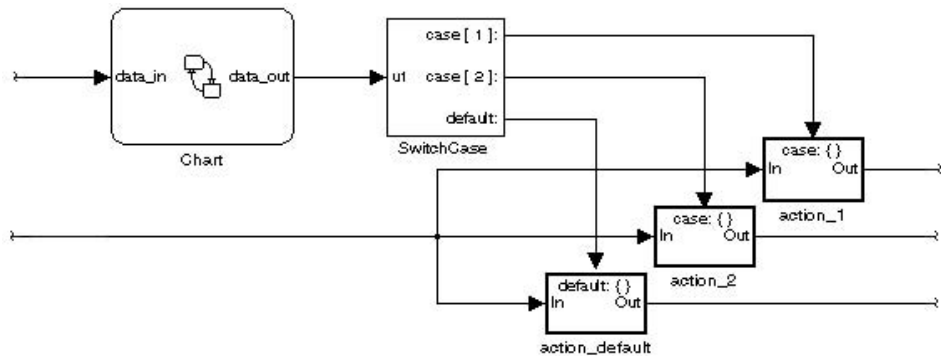 case [ 1 ]:
data_in
data_out
u1
case [ 2 ]:
default:
SwitchCase
Chart
case: { }
In
Out
action_1
case: { }
In
Out
action_2
default: { }
In
Out
action_default